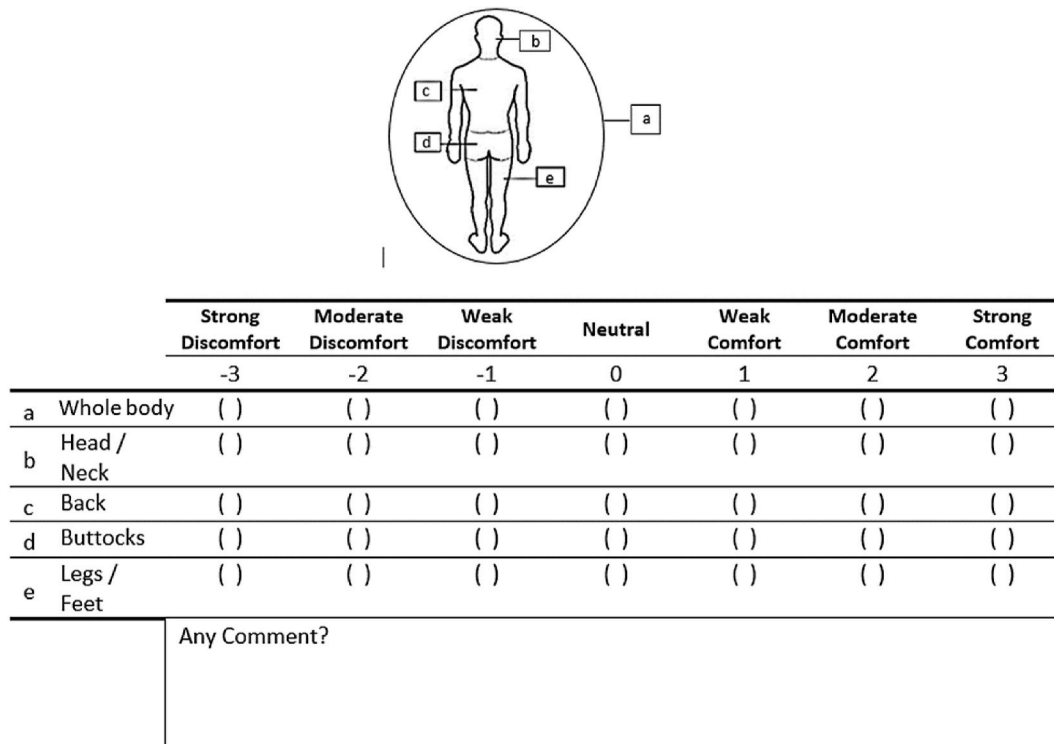 b
c
a
d
e
Strong Moderate Weak Neutral Weak Moderate Strong
Discomfort Discomfort Discomfort Comfort Comfort Comfort
-3 -2 -1 0 1 2 3
a Whole body ( ) ( ) ( ) ( ) ( ) ( ) ( )
b Head / ( ) ( ) ( ) ( ) ( ) ( ) ( )
Neck
c Back ( ) ( ) ( ) ( ) ( ) ( ) ( )
d Buttocks ( ) ( ) ( ) ( ) ( ) ( ) ( )
e Legs / ( ) ( ) ( ) ( ) ( ) ( ) ( )
Feet
Any Comment?